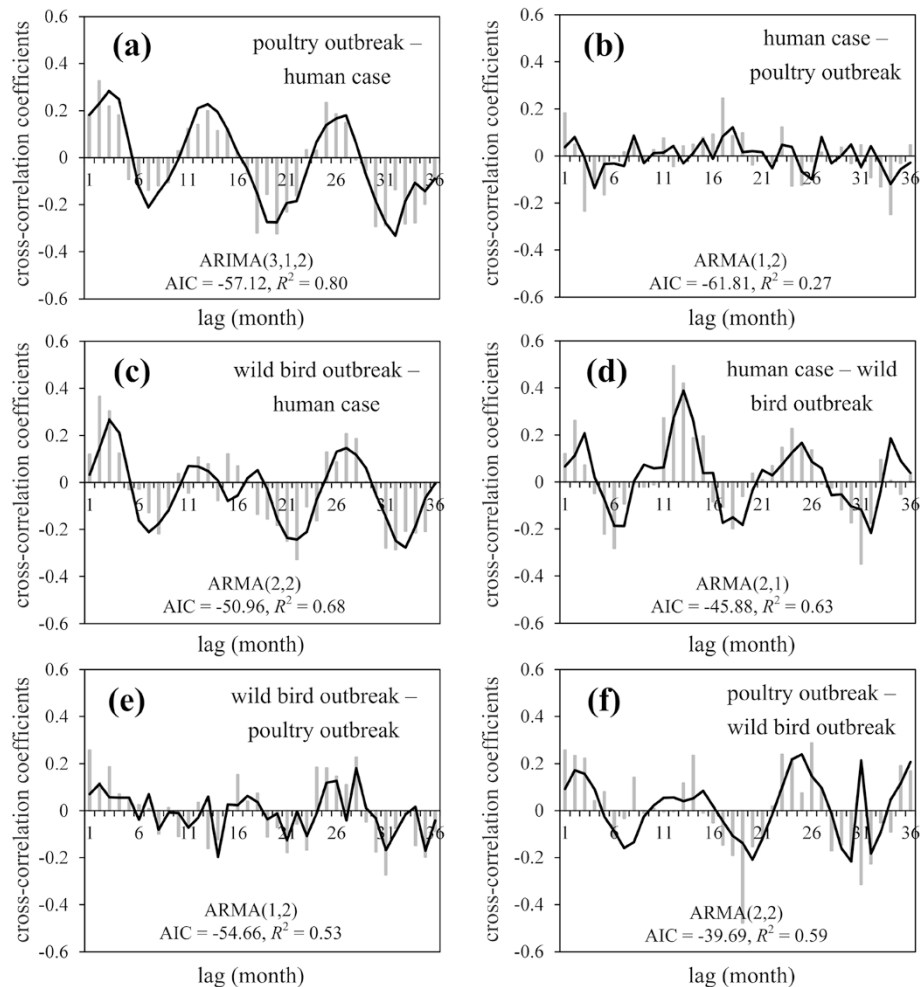 cross-correlation coefficients
0.6
0.4
0.2
0
-0.2
-0.4
-0.6
(a)
poultry outbreak –
human case
1 6 11 16 21 26 31 36
ARIMA(3,1,2)
AIC = -57.12, R² = 0.80
lag (month)
cross-correlation coefficients
0.6
0.4
0.2
0
-0.2
-0.4
-0.6
(b)
human case –
poultry outbreak
1 6 11 16 21 26 31 36
ARMA(1,2)
AIC = -61.81, R² = 0.27
lag (month)
cross-correlation coefficients
0.6
0.4
0.2
0
-0.2
-0.4
-0.6
(c)
wild bird outbreak –
human case
1 6 11 16 21 26 31 36
ARMA(2,2)
AIC = -50.96, R² = 0.68
lag (month)
cross-correlation coefficients
0.6
0.4
0.2
0
-0.2
-0.4
-0.6
(d)
human case – wild
bird outbreak
1 6 11 16 21 26 31 36
ARMA(2,1)
AIC = -45.88, R² = 0.63
lag (month)
cross-correlation coefficients
0.6
0.4
0.2
0
-0.2
-0.4
-0.6
(e)
wild bird outbreak –
poultry outbreak
1 6 11 16 21 26 31 36
ARMA(1,2)
AIC = -54.66, R² = 0.53
lag (month)
cross-correlation coefficients
0.6
0.4
0.2
0
-0.2
-0.4
-0.6
(f)
poultry outbreak –
wild bird outbreak
1 6 11 16 21 26 31 36
ARMA(2,2)
AIC = -39.69, R² = 0.59
lag (month)